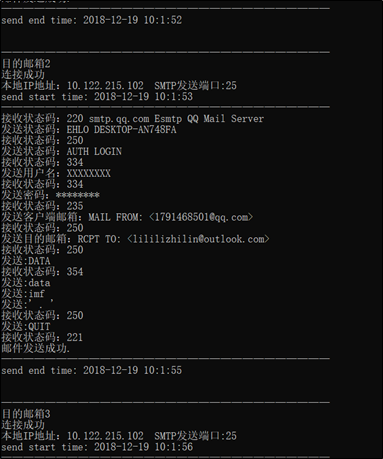 send end time: 2018-12-19 10:1:52
目的邮箱2
连接成功
本地IP地址：10.122.215.102  SMTP发送端口:25
send start time: 2018-12-19 10:1:53
接收状态码：220 smtp.qq.com Esmtp QQ Mail Server
发送状态码：EHLO DESKTOP-AN748FA
接收状态码：250
发送状态码：AUTH LOGIN
接收状态码：334
发送用户名：XXXXXXXX
接收状态码：334
发送密码：********
接收状态码：235
发送客户端邮箱：MAIL FROM: <1791468501@qq.com>
接收状态码：250
发送目的邮箱：RCPT TO: <lililizhilin@outlook.com>
接收状态码：250
发送:DATA
接收状态码：354
发送:data
发送:imf
发送:' . '
接收状态码：250
发送:QUIT
接收状态码：221
邮件发送成功.
send end time: 2018-12-19 10:1:55
目的邮箱3
连接成功
本地IP地址：10.122.215.102  SMTP发送端口:25
send start time: 2018-12-19 10:1:56